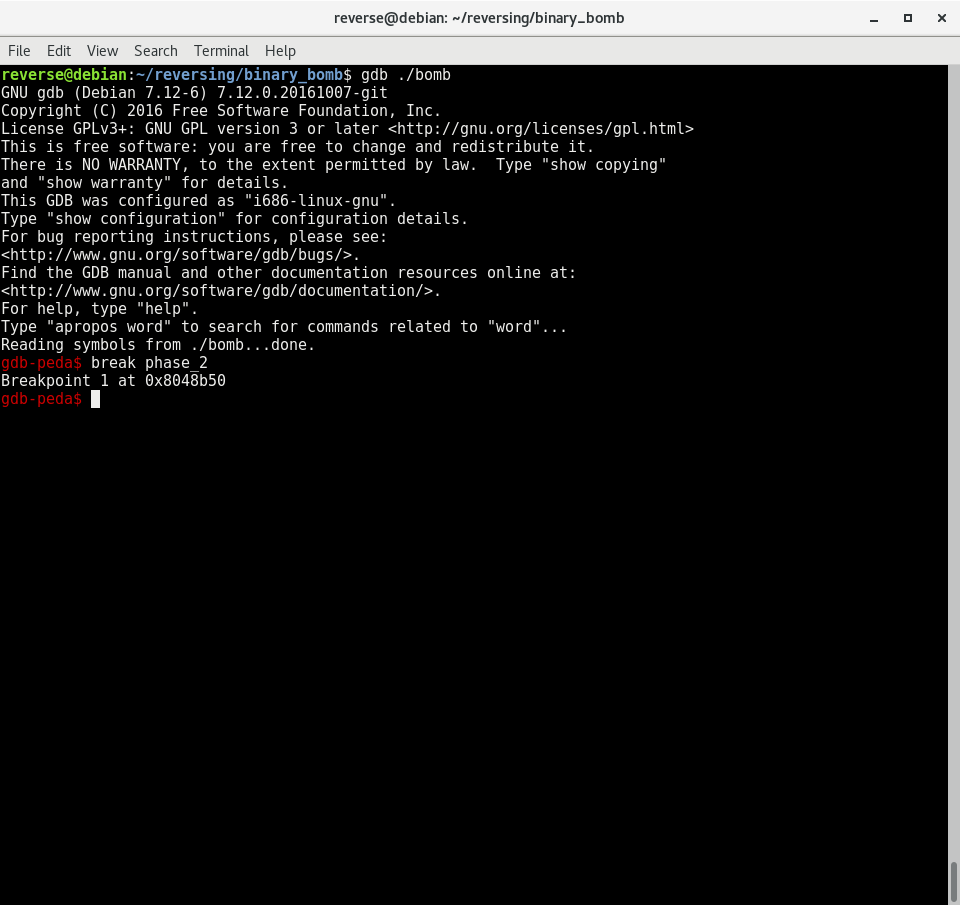 reverse@debian: ~/reversing/binary_bomb
File Edit View Search Terminal Help
reverse@debian:~/reversing/binary_bomb$ gdb ./bomb
GNU gdb (Debian 7.12-6) 7.12.0.20161007-git
Copyright (C) 2016 Free Software Foundation, Inc.
License GPLv3+: GNU GPL version 3 or later <http://gnu.org/licenses/gpl.html>
This is free software: you are free to change and redistribute it.
There is NO WARRANTY, to the extent permitted by law.  Type "show copying"
and "show warranty" for details.
This GDB was configured as "i686-linux-gnu".
Type "show configuration" for configuration details.
For bug reporting instructions, please see:
<http://www.gnu.org/software/gdb/bugs/>.
Find the GDB manual and other documentation resources online at:
<http://www.gnu.org/software/gdb/documentation/>.
For help, type "help".
Type "apropos word" to search for commands related to "word"...
Reading symbols from ./bomb...done.
gdb-peda$ break phase_2
Breakpoint 1 at 0x8048b50
gdb-peda$